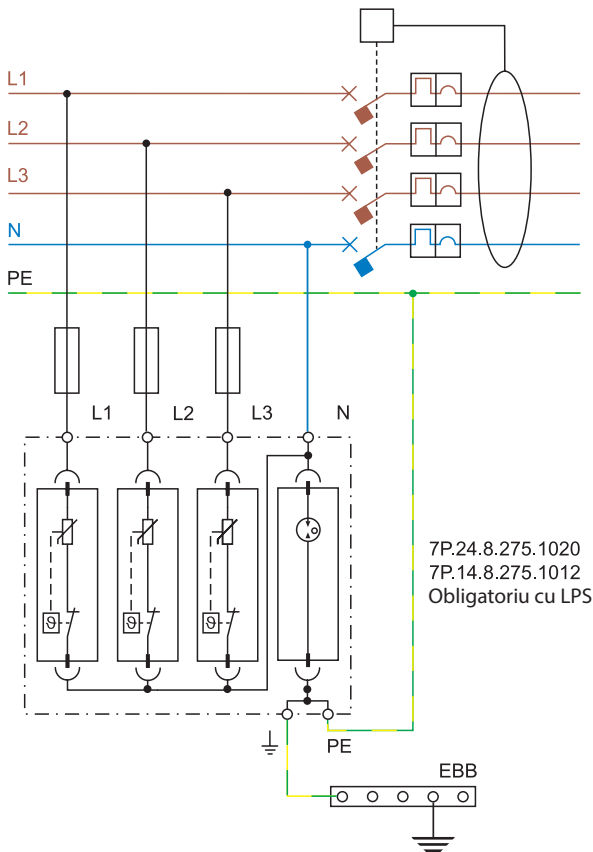 L1
L2
L3
N
PE
L1
L2
L3
N
ϑ
ϑ
ϑ
7P.24.8.275.1020
7P.14.8.275.1012
Obligatoriu cu LPS
PE
EBB